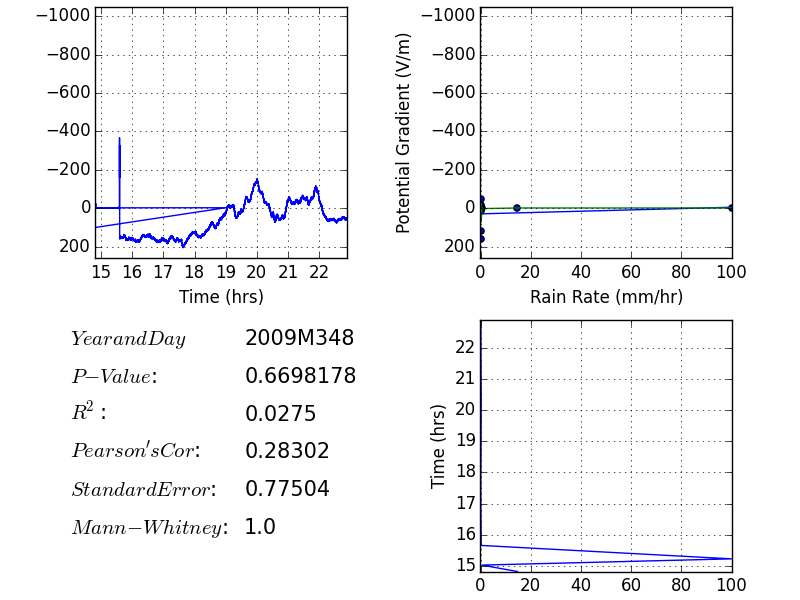 −1000
−800
−600
−400
−200
0
200
15 16 17 18 19 20 21 22
Time (hrs)
Potential Gradient (V/m)
−1000
−800
−600
−400
−200
0
200
0 20 40 60 80 100
Rain Rate (mm/hr)
YearandDay 2009M348
P−Value: 0.6698178
R²: 0.0275
Pearson'sCor: 0.28302
StandardError: 0.77504
Mann−Whitney: 1.0
Time (hrs)
22
21
20
19
18
17
16
15
0 20 40 60 80 100